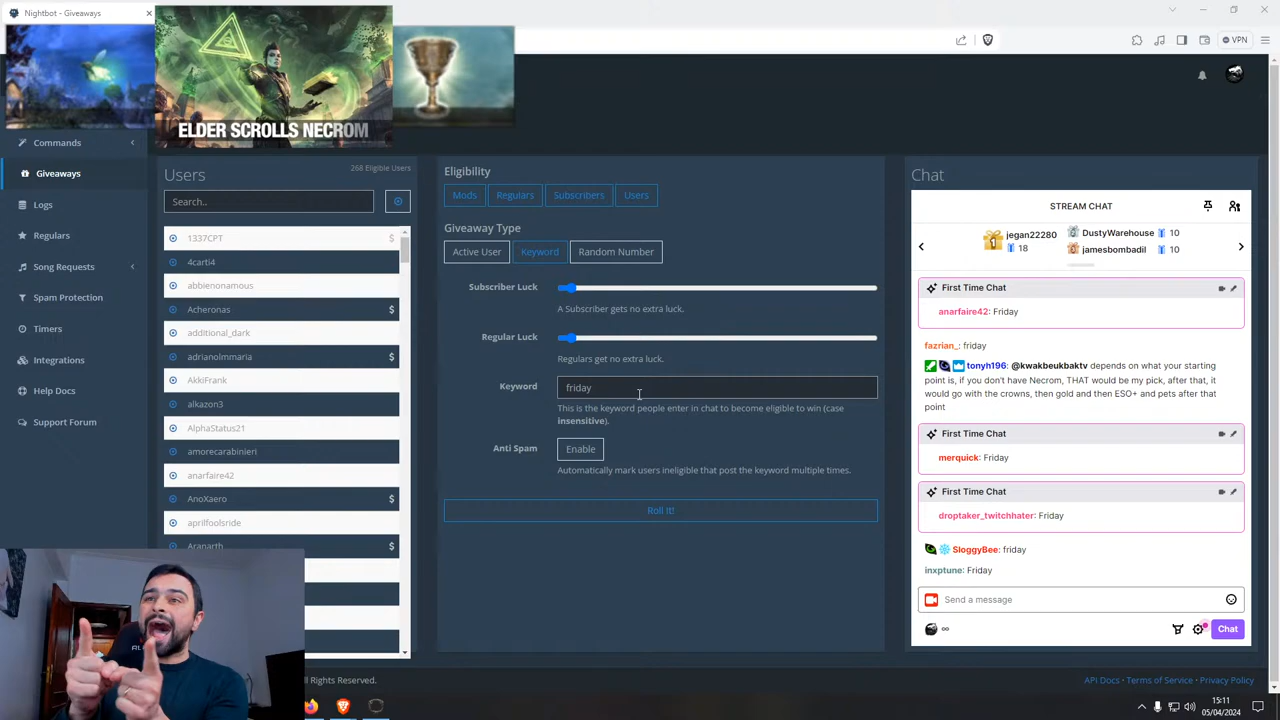 Nightbot - Giveaways
VPN
ELDER SCROLLS NECROM
Commands
Giveaways
Logs
Regulars
Song Requests
Spam Protection
Timers
Integrations
Help Docs
Support Forum
Users
268 Eligible Users
Search..
1337CPT $
4carti4
abbienonamous
Acheronas $
additional_dark
adrianolmmaria $
AkkiFrank
alkazon3
AlphaStatus21
amorecarabinieri
anarfaire42
AnoXaero $
aprilfoolsride
Aranarth $
Eligibility
Mods
Regulars
Subscribers
Users
Giveaway Type
Active User
Keyword
Random Number
Subscriber Luck
A Subscriber gets no extra luck.
Regular Luck
Regulars get no extra luck.
Keyword
friday
This is the keyword people enter in chat to become eligible to win (case
insensitive).
Anti Spam
Enable
Automatically mark users ineligible that post the keyword multiple times.
Roll It!
Chat
STREAM CHAT
1 jegan22280
18
2 DustyWarehouse 10
3 jamesbombadil 10
First Time Chat
anarfaire42: Friday
fazrian_: friday
tonyh196: @kwakbeukbaktv depends on what your starting
point is, if you don't have Necrom, THAT would be my pick, after that, it
would go with the crowns, then gold and then ESO+ and pets after that
point
First Time Chat
merquick: Friday
First Time Chat
droptaker_twitchhater: Friday
SloggyBee: friday
inxptune: Friday
Send a message
∞
Chat
ll Rights Reserved.
API Docs • Terms of Service • Privacy Policy
15:11
05/04/2024